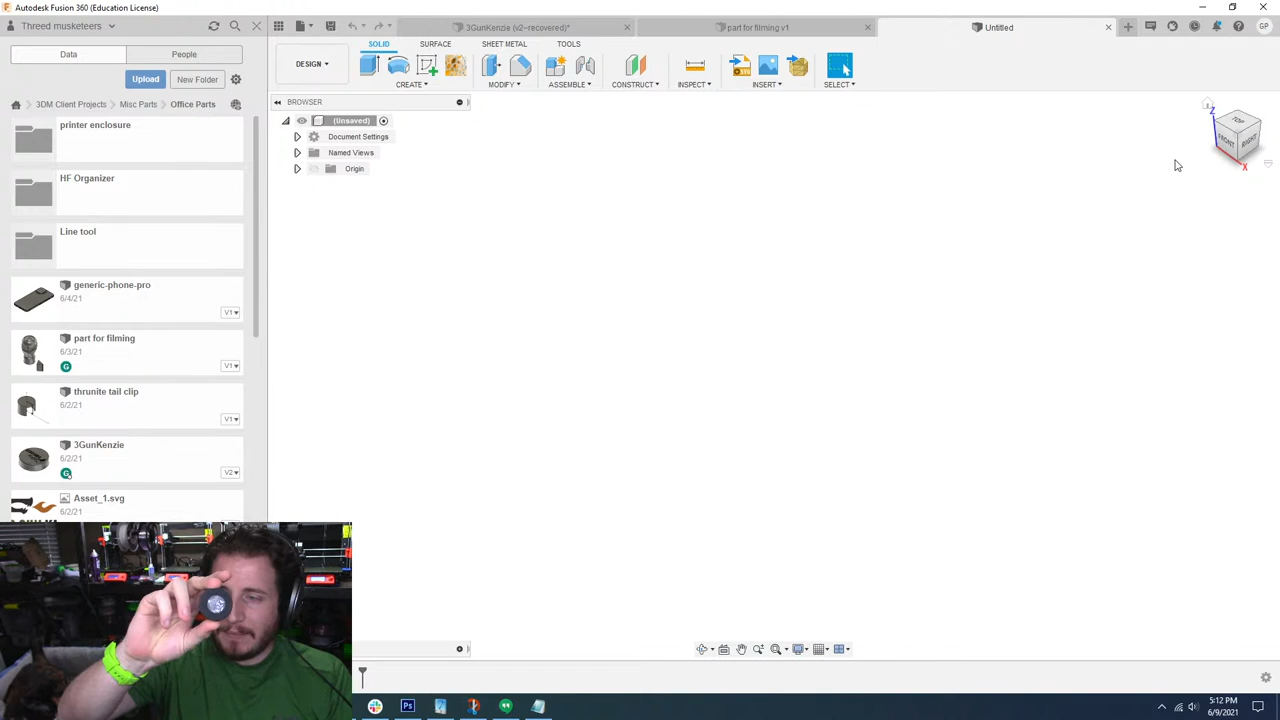 Autodesk Fusion 360 (Education License)
Threed musketeers
3GunKenzie (v2~recovered)*
part for filming v1
Untitled
GP
Data
People
Upload
New Folder
3DM Client Projects
Misc Parts
Office Parts
DESIGN
SOLID
SURFACE
SHEET METAL
TOOLS
CREATE
MODIFY
ASSEMBLE
CONSTRUCT
INSPECT
INSERT
SELECT
BROWSER
(Unsaved)
Document Settings
Named Views
Origin
Z
TOP
FRONT
RIGHT
X
printer enclosure
HF Organizer
Line tool
generic-phone-pro
6/4/21
V1
part for filming
6/3/21
G
V1
thrunite tail clip
6/2/21
V1
3GunKenzie
6/2/21
G
V2
Asset_1.svg
6/2/21
Ps
5:12 PM
6/9/2021